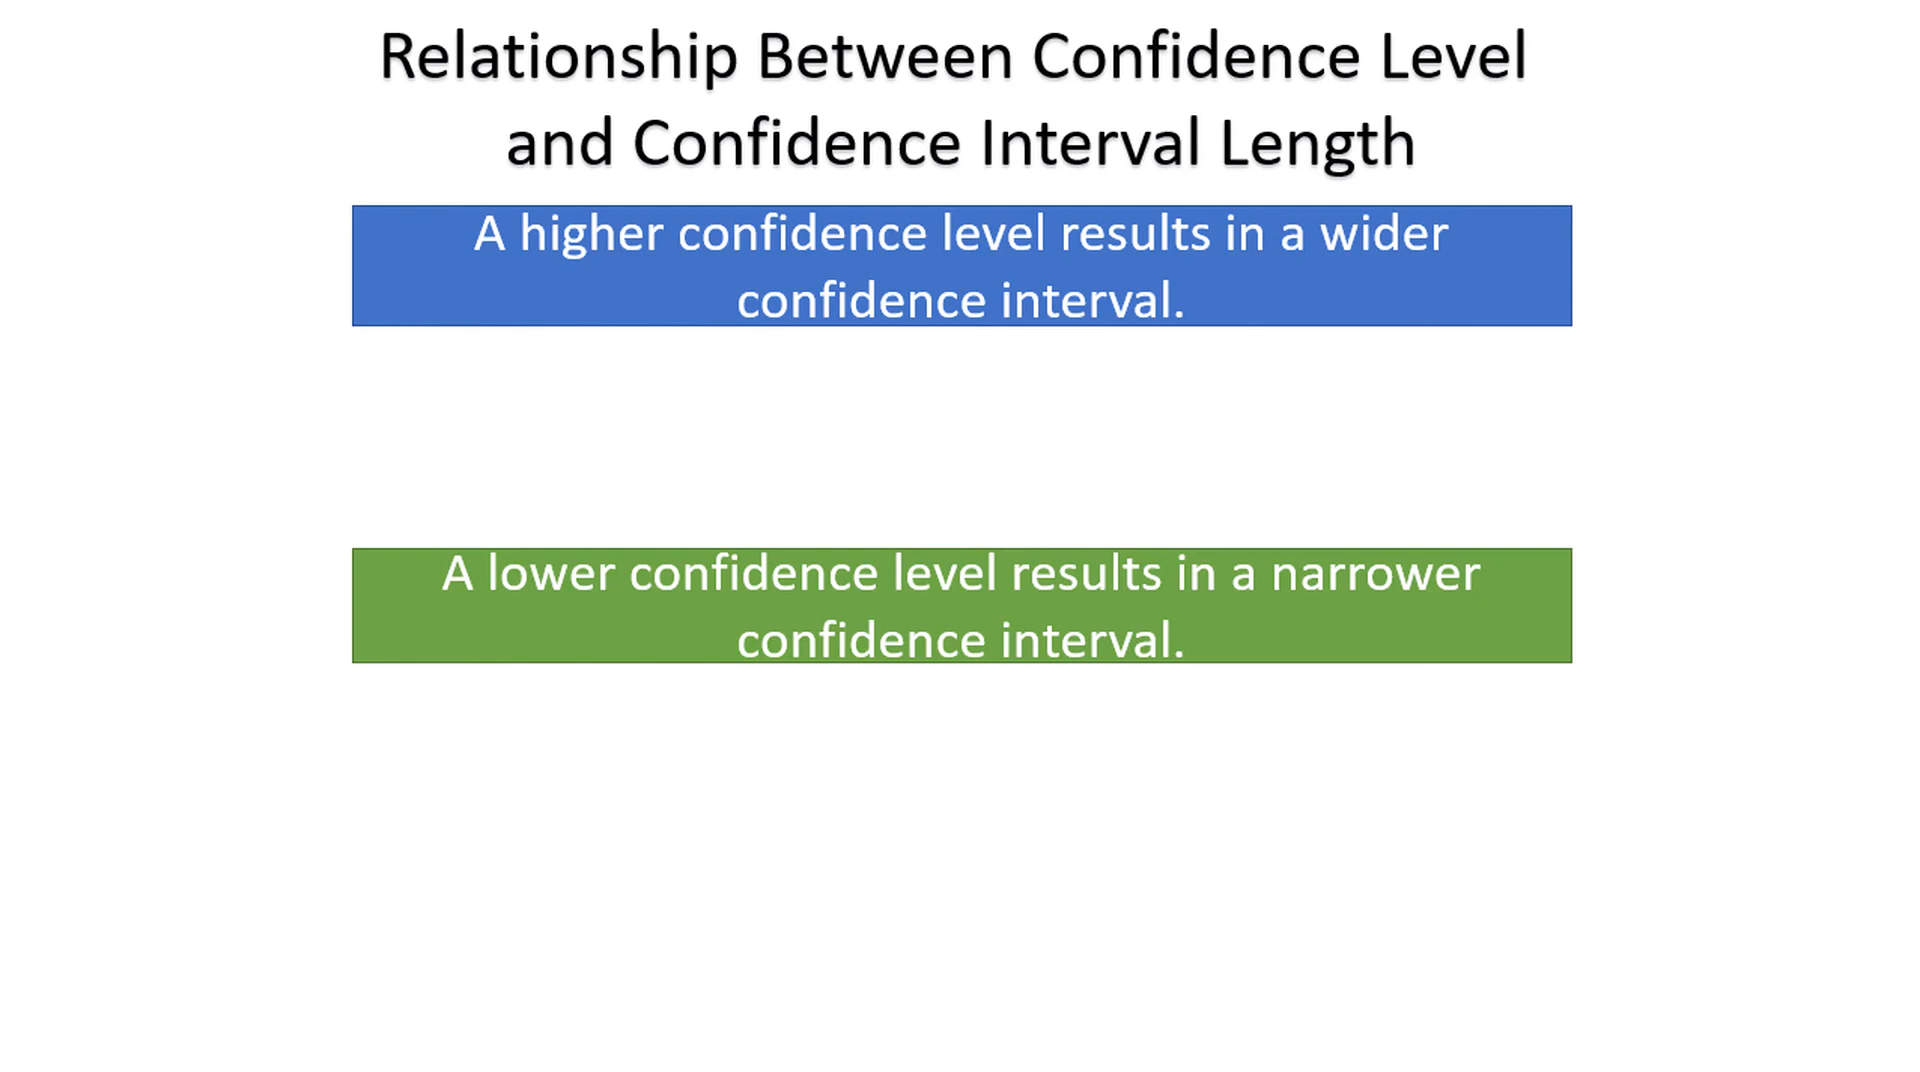 Relationship Between Confidence Level
and Confidence Interval Length
A higher confidence level results in a wider
confidence interval.
A lower confidence level results in a narrower
confidence interval.